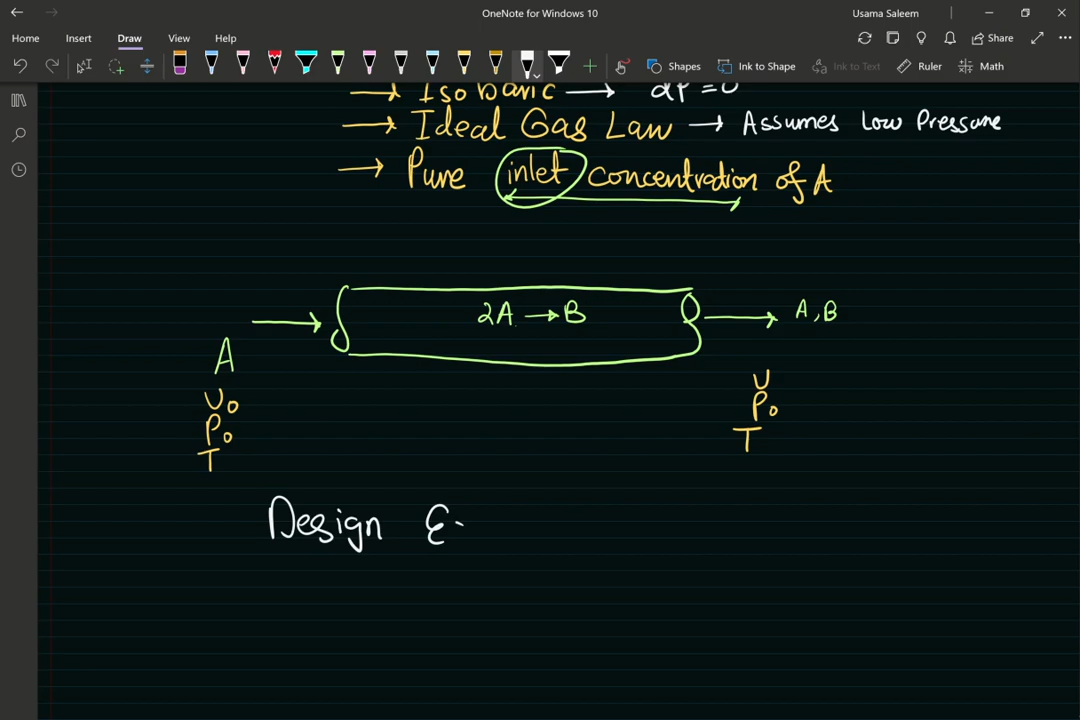 OneNote for Windows 10
Usama Saleem
Home Insert Draw View Help
Share
Shapes
Ink to Shape
Ink to Text
Ruler
Math
→ Iso baric → dP = 0
→ Ideal Gas Law → Assumes Low Pressure
→ Pure inlet concentration of A
2A → B
A, B
A
υ₀
P₀
T
υ
P₀
T
Design E.